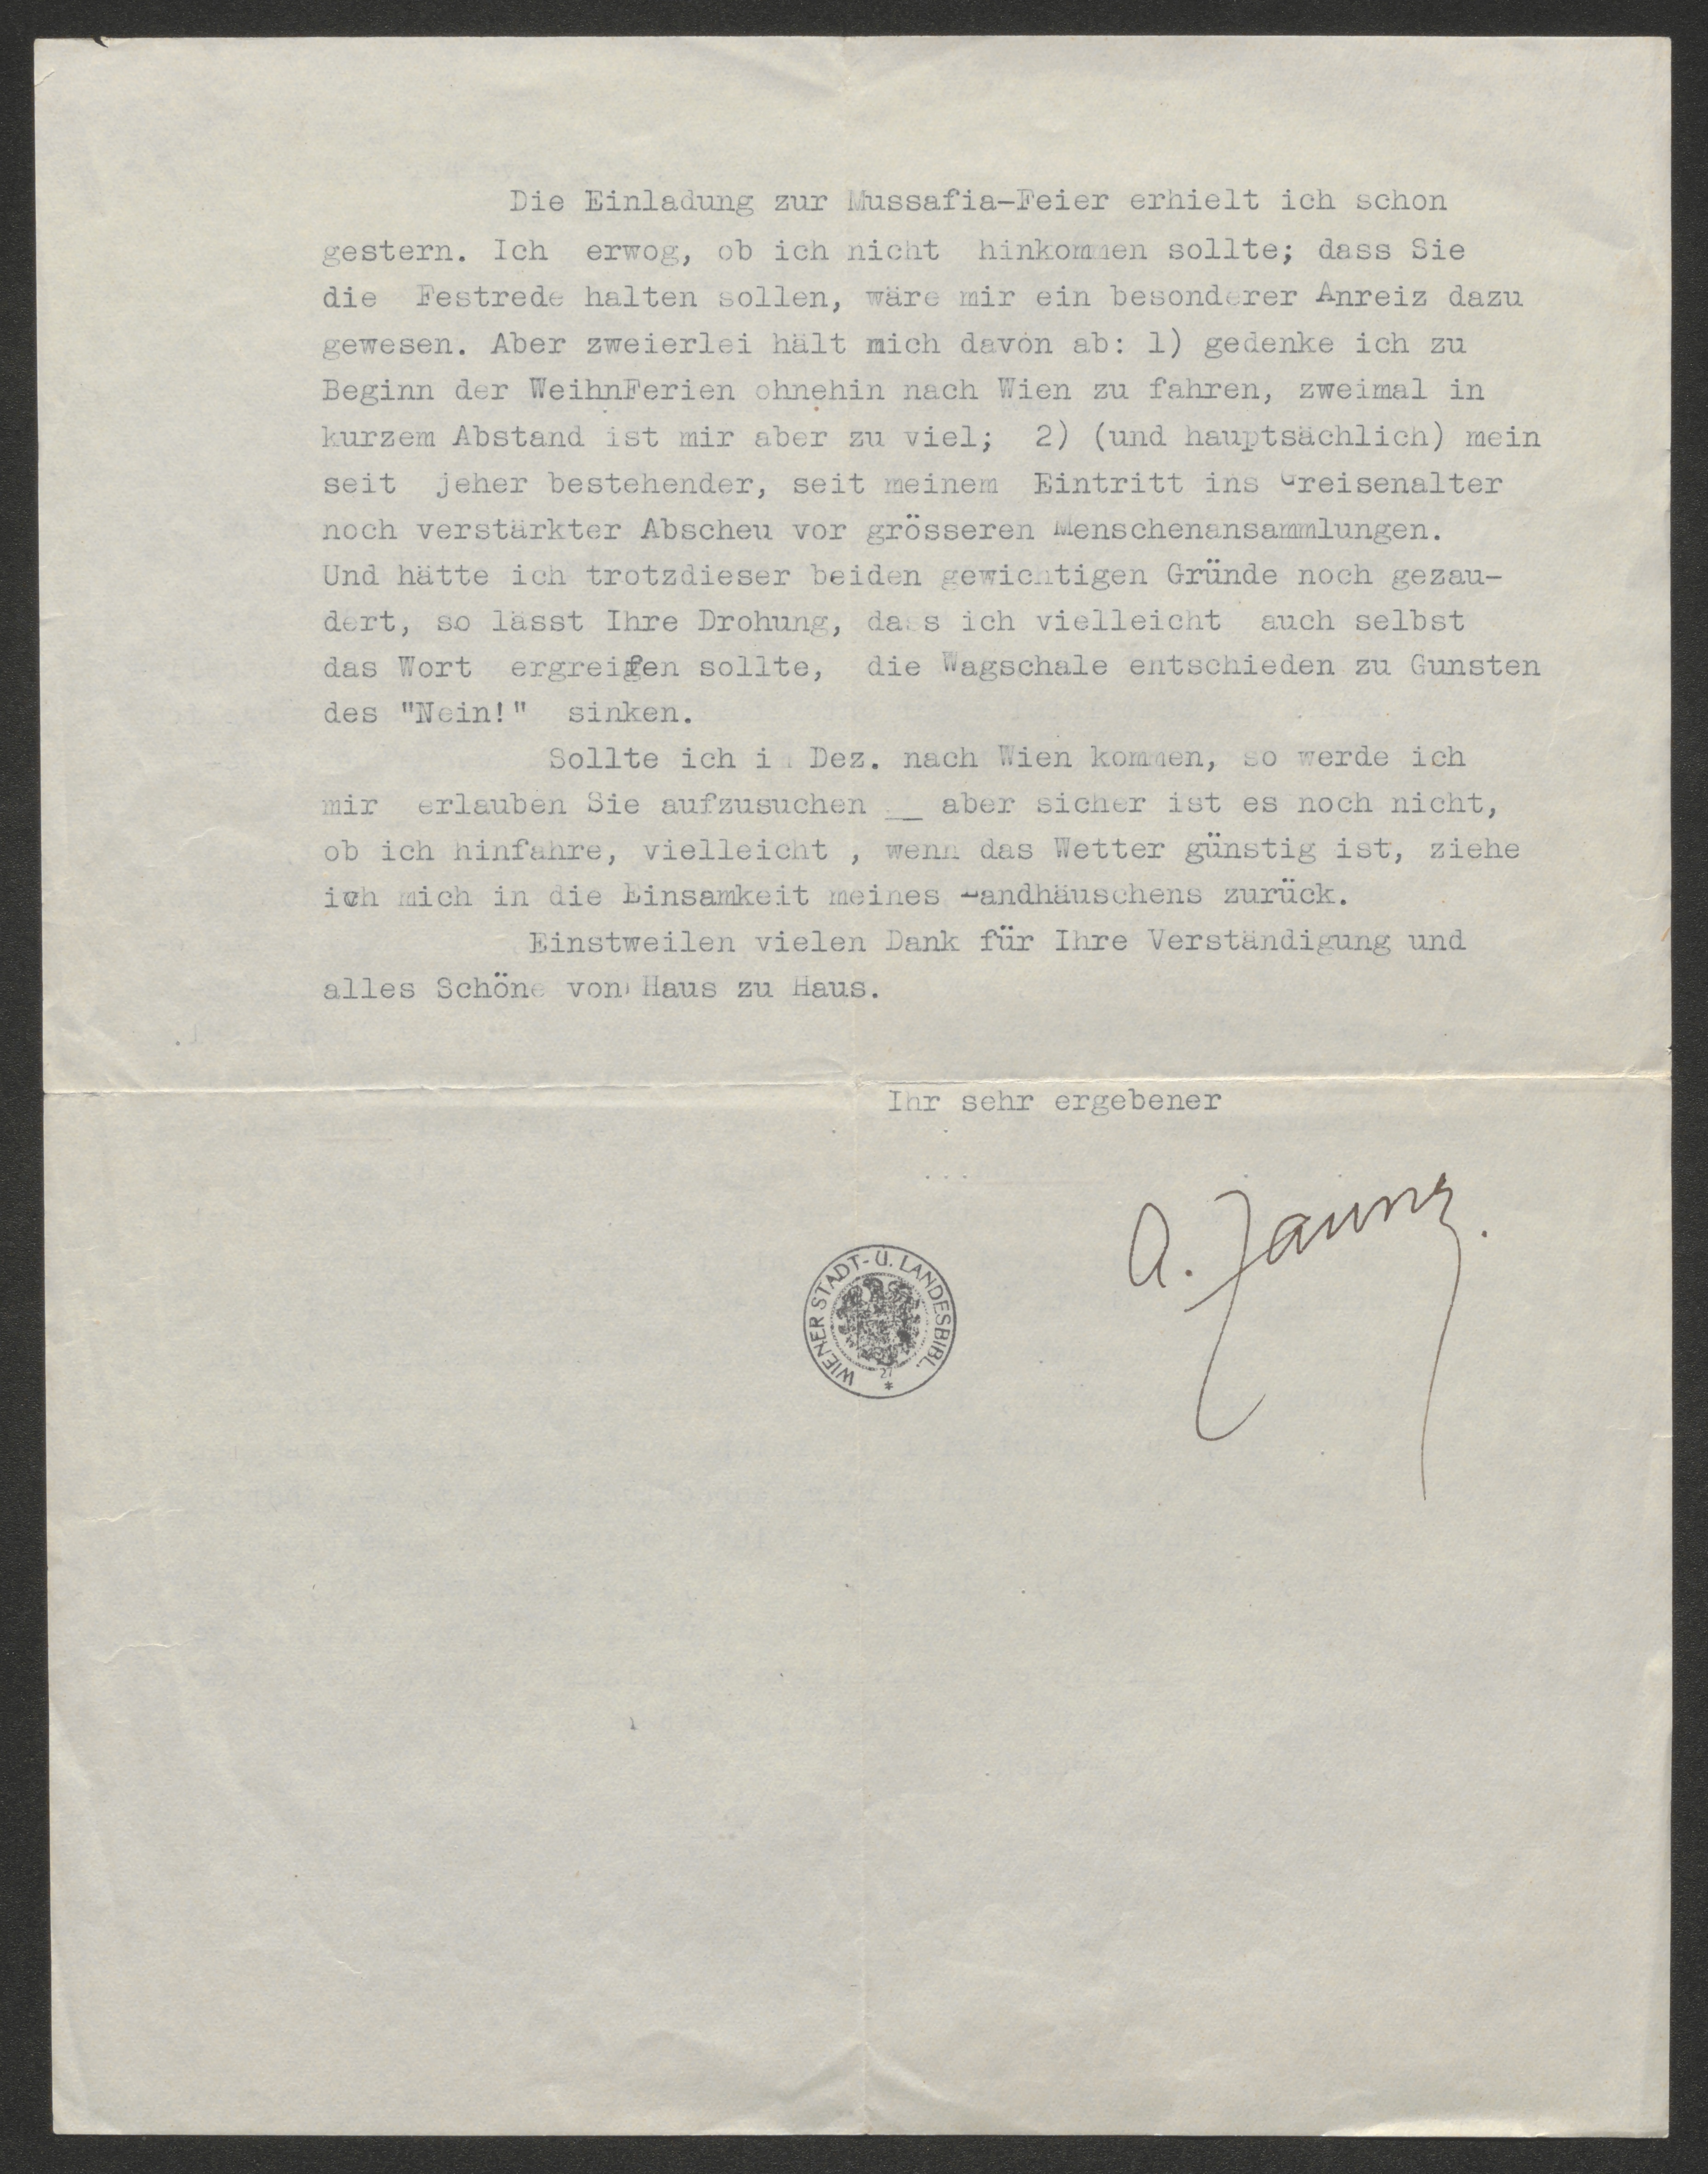 Die Einladung zur Mussafia-Feier erhielt ich schon
gestern. Ich erwog, ob ich nicht hinkommen sollte; dass Sie
die Festrede halten sollen, wäre mir ein besonderer Anreiz dazu
gewesen. Aber zweierlei hält mich davon ab: 1) gedenke ich zu
Beginn der WeihnFerien ohnehin nach Wien zu fahren, zweimal in
kurzem Abstand ist mir aber zu viel; 2) (und hauptsächlich) mein
seit jeher bestehender, seit meinem Eintritt ins Greisenalter
noch verstärkter Abscheu vor grösseren Menschenansammlungen.
Und hätte ich trotzdieser beiden gewichtigen Gründe noch gezau-
dert, so lässt Ihre Drohung, dass ich vielleicht auch selbst
das Wort ergreifen sollte, die Wagschale entschieden zu Gunsten
des "Nein!" sinken.
Sollte ich im Dez. nach Wien kommen, so werde ich
mir erlauben Sie aufzusuchen __ aber sicher ist es noch nicht,
ob ich hinfahre, vielleicht , wenn das Wetter günstig ist, ziehe
ich mich in die Einsamkeit meines Landhäuschens zurück.
Einstweilen vielen Dank für Ihre Verständigung und
alles Schöne von Haus zu Haus.
Ihr sehr ergebener
A.
WIENER STADT- U. LANDESBIBL.
27
*